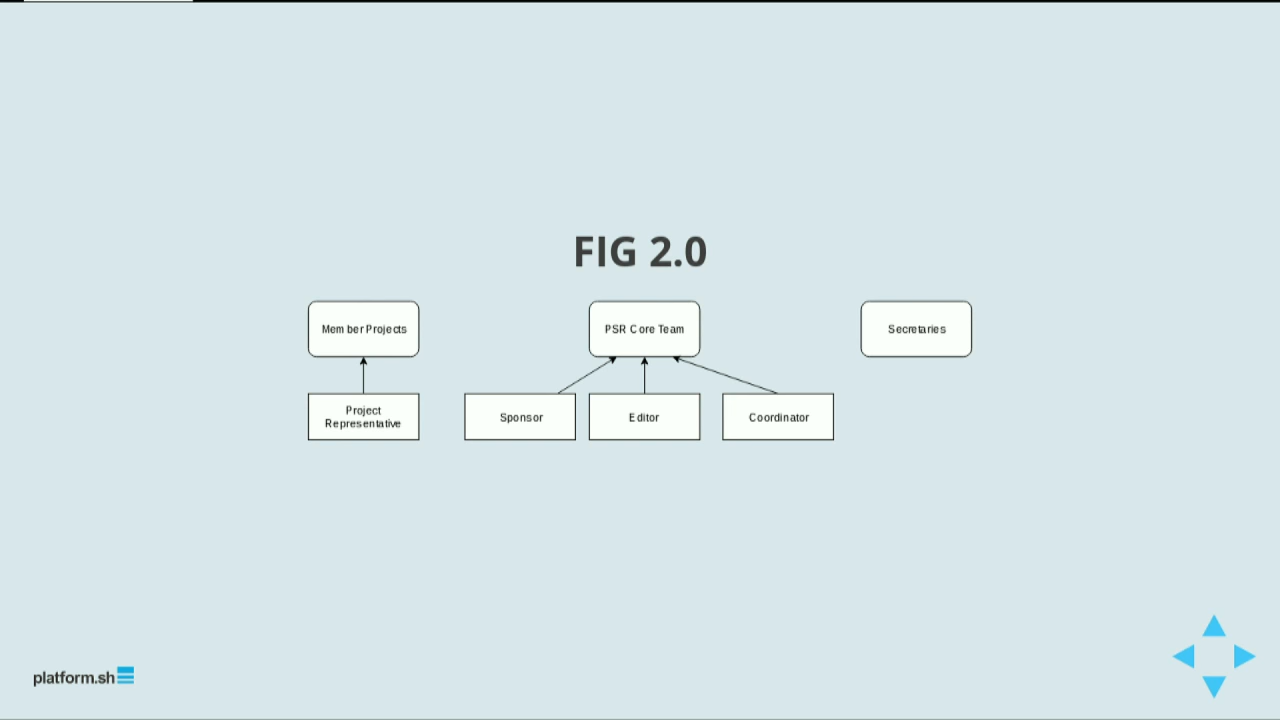 FIG 2.0
Member Projects
PSR Core Team
Secretaries
Project
Representative
Sponsor
Editor
Coordinator
platform.sh